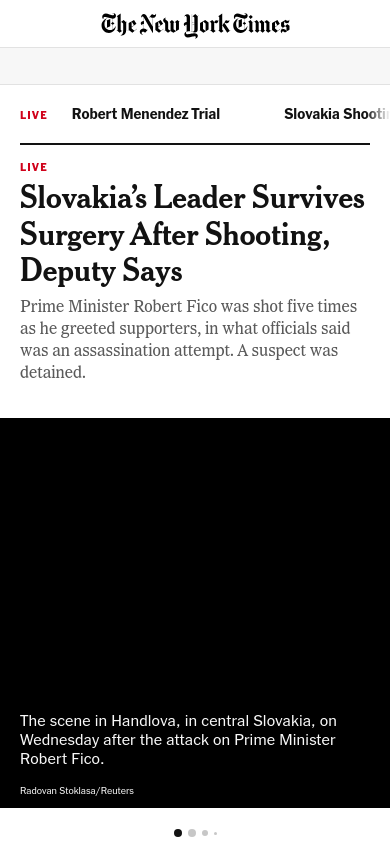 The New York Times
LIVE Robert Menendez Trial Slovakia Shooti
LIVE
Slovakia’s Leader Survives
Surgery After Shooting,
Deputy Says
Prime Minister Robert Fico was shot five times
as he greeted supporters, in what officials said
was an assassination attempt. A suspect was
detained.
The scene in Handlova, in central Slovakia, on
Wednesday after the attack on Prime Minister
Robert Fico.
Radovan Stoklasa/Reuters